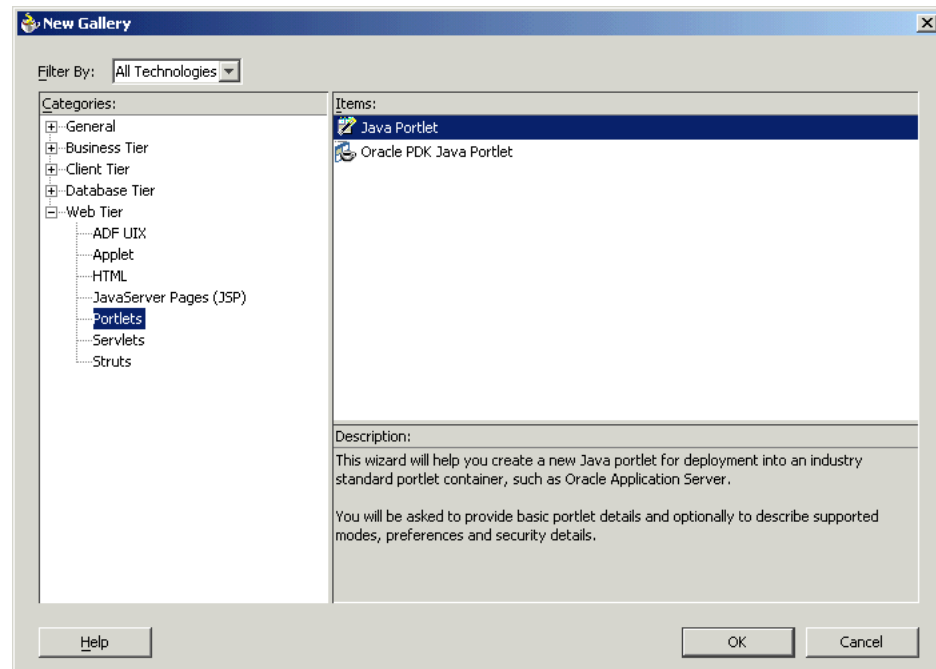 New Gallery
Filter By: All Technologies
Categories:
General
Business Tier
Client Tier
Database Tier
Web Tier
ADF UIX
Applet
HTML
JavaServer Pages (JSP)
Portlets
Servlets
Struts
Items:
Java Portlet
Oracle PDK Java Portlet
Description:
This wizard will help you create a new Java portlet for deployment into an industry
standard portlet container, such as Oracle Application Server.
You will be asked to provide basic portlet details and optionally to describe supported
modes, preferences and security details.
Help
OK
Cancel